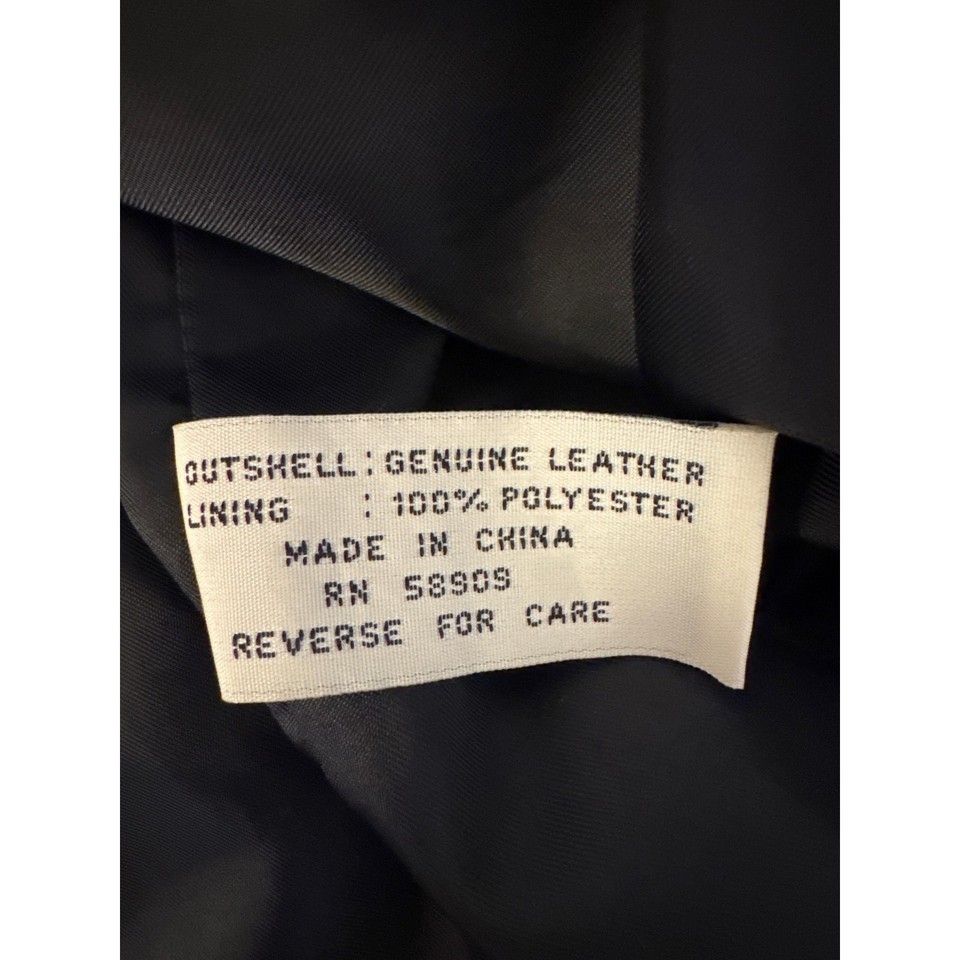 OUTSHELL: GENUINE LEATHER
LINING : 100% POLYESTER
MADE IN CHINA
RN 58909
REVERSE FOR CARE